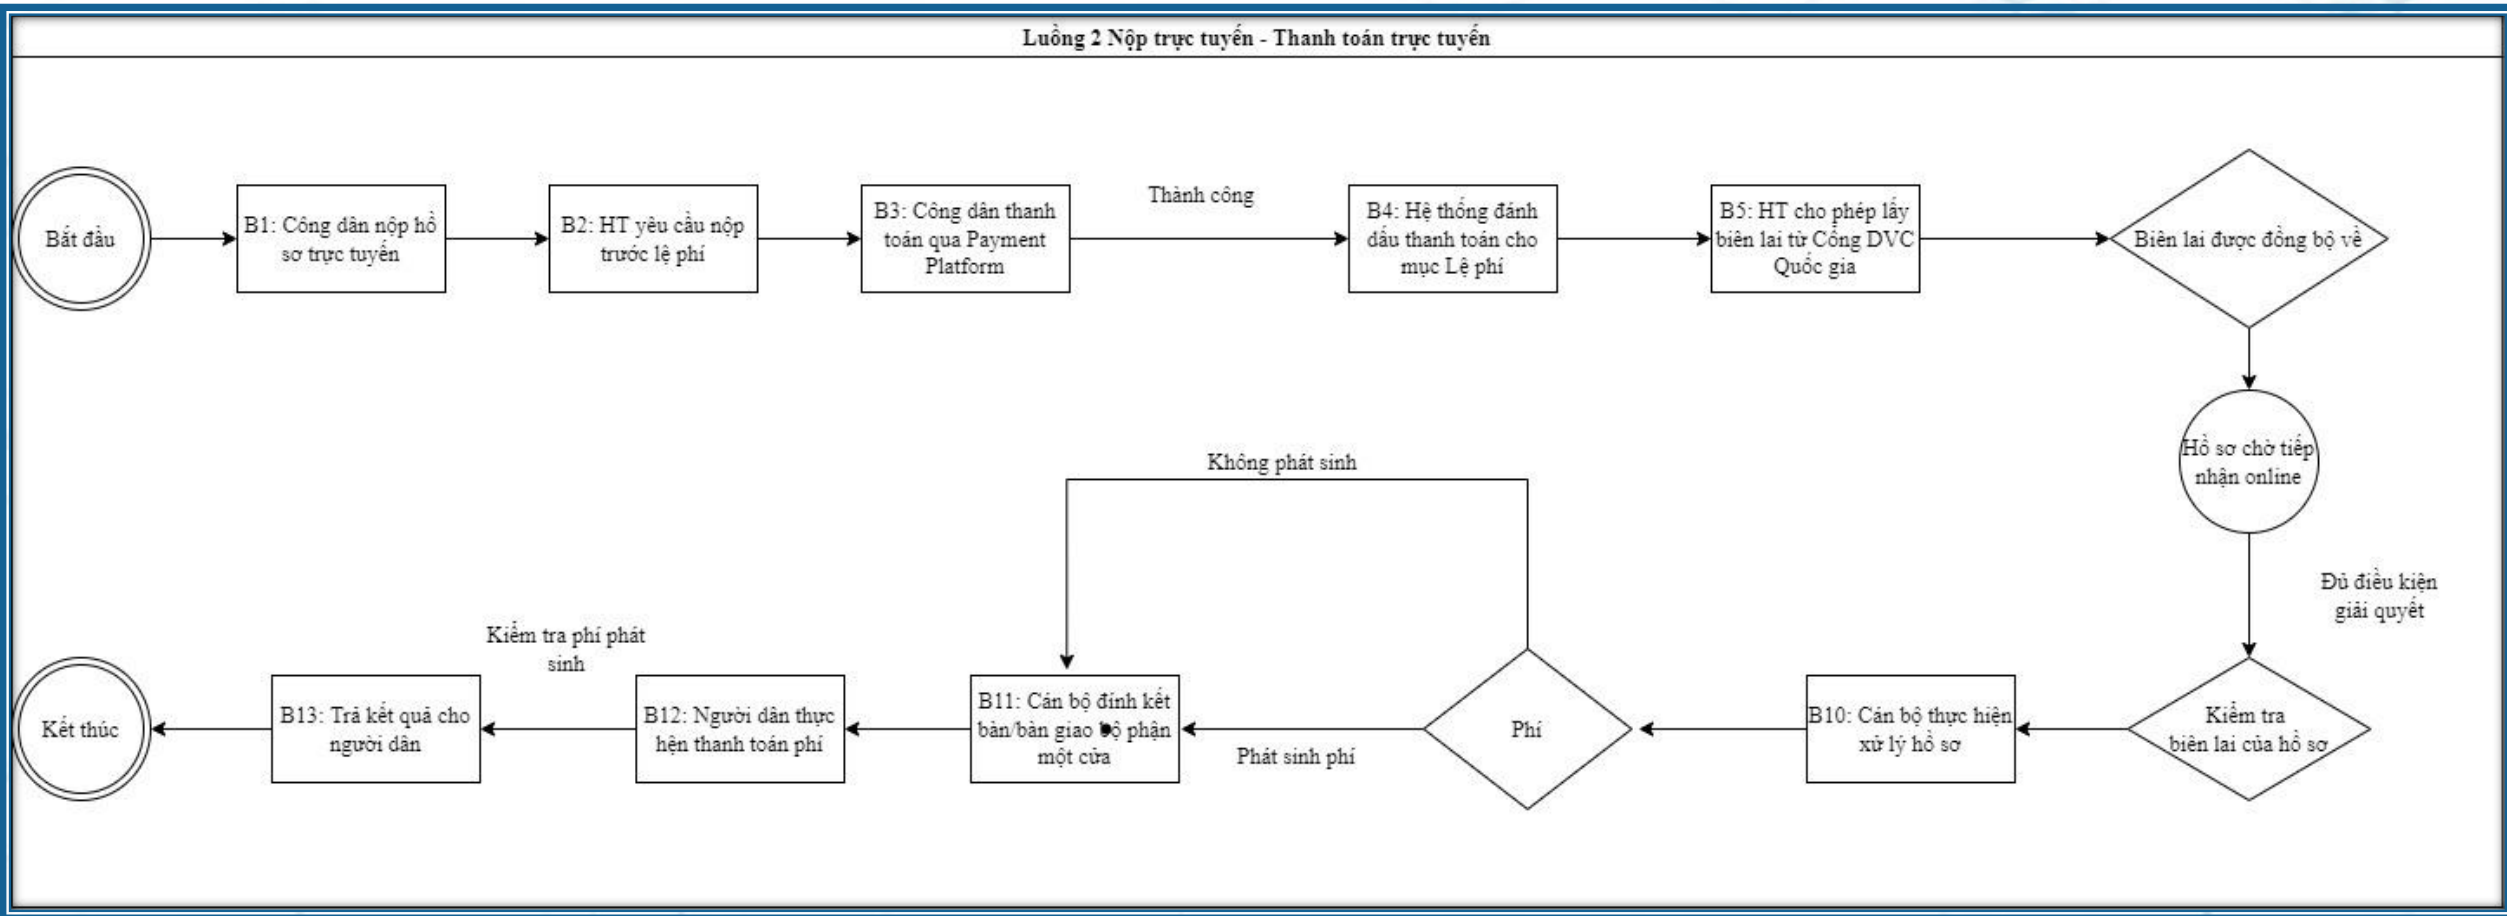 Luồng 2 Nộp trực tuyến - Thanh toán trực tuyến
Bắt đầu
B1: Công dân nộp hồ
sơ trực tuyến
B2: HT yêu cầu nộp
trước lệ phí
B3: Công dân thanh
toán qua Payment
Platform
Thành công
B4: Hệ thống đánh
dấu thanh toán cho
mục Lệ phí
B5: HT cho phép lấy
biên lai từ Cổng DVC
Quốc gia
Biên lai được đồng bộ về
Hồ sơ chờ tiếp
nhận online
Đủ điều kiện
giải quyết
Kiểm tra
biên lai của hồ sơ
B10: Cán bộ thực hiện
xử lý hồ sơ
Phí
Không phát sinh
Phát sinh phí
B11: Cán bộ đính kết
bản/bàn giao bộ phận
một cửa
B12: Người dân thực
hện thanh toán phí
Kiểm tra phí phát
sinh
B13: Trả kết quả cho
người dân
Kết thúc